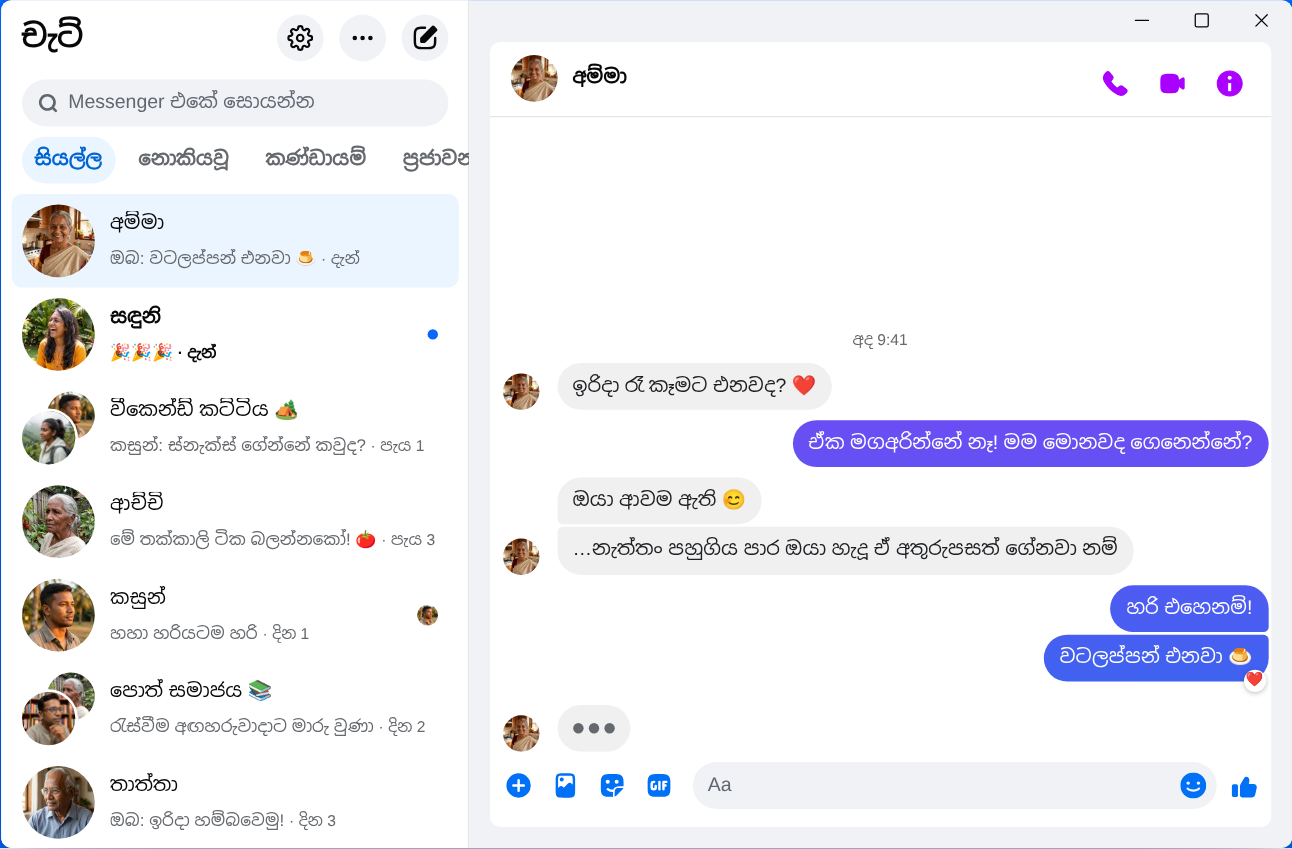 චැට්
Messenger එකේ සොයන්න
සියල්ල නොකියවූ කණ්ඩායම්
අම්මා
ඔබ: වටලප්පන් එනවා 🍮 · දැන්
සඳුනි
🎉🎉🎉 · දැන්
වීකෙන්ඩ් කට්ටිය 🏕️
කසුන්: ස්නැක්ස් ගේන්නේ කවුද? · පැය 1
ආච්චි
මේ තක්කාලි ටික බලන්නකෝ! 🍅 · පැය 3
කසුන්
හහා හරියටම හරි · දින 1
පොත් සමාජය 📚
රැස්වීම අඟහරුවාදාට මාරු වුණා · දින 2
තාත්තා
ඔබ: ඉරිදා හම්බවෙමු! · දින 3
අම්මා
අද 9:41
ඉරිදා රෑ කෑමට එනවද? ❤️
ඒක මගඅරින්නේ නෑ! මම මොනවද ගෙනෙන්නේ?
ඔයා ආවම ඇති 😊
…නැත්තං පහුගිය පාර ඔයා හැදූ ඒ අතුරුපසත් ගේනවා නම්
හරි එහෙනම්!
වටලප්පන් එනවා 🍮
❤️
GIF
Aa